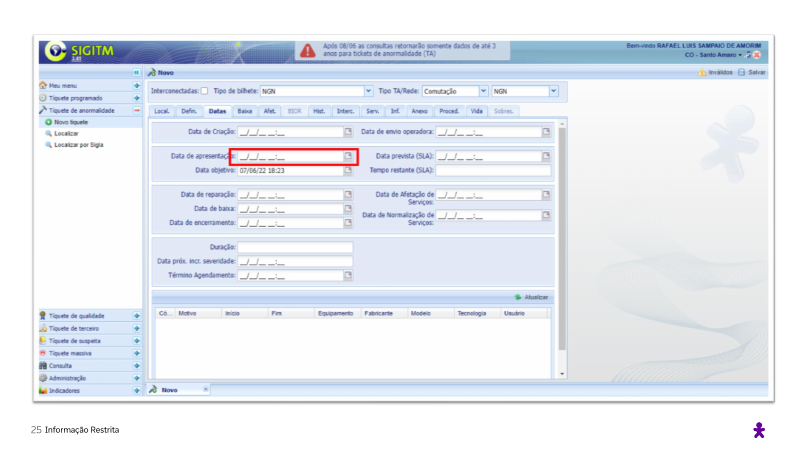 SIGITM
Após 08/06 as consultas retornarão somente dados de até 3
anos para tickets de anormalidade (TA)
Bem-vindo RAFAEL LUIS SAMPAIO DE AMORIM
CO - Santo Amaro
Novo
Inválidos Salvar
Meu menu
Tíquete programado
Tíquete de anormalidade
Novo tíquete
Localizar
Localizar por Sigla
Interconectadas: Tipo de bilhete: NGN Tipo TA/Rede: Comutação NGN
Local. Defin. Datas Baixa Afet. Hist. Interc. Serv. Inf. Anexo Proced. Vida Sobres.
Data de Criação: __/__/__ __:__ Data de envio operadora: __/__/__ __:__
Data de apresentação: __/__/__ __:__ Data prevista (SLA): __/__/__ __:__
Data objetivo: 07/06/22 18:23 Tempo restante (SLA):
Data de reparação: __/__/__ __:__ Data de Afetação de Serviços: __/__/__ __:__
Data de baixa: __/__/__ __:__
Data de encerramento: __/__/__ __:__ Data de Normalização de Serviços: __/__/__ __:__
Duração:
Data próx. incr. severidade: __/__/__ __:__
Término Agendamento: __/__/__ __:__
Atualizar
Có... Motivo Início Fim Equipamento Fabricante Modelo Tecnologia Usuário
Tíquete de qualidade
Tíquete de terceiro
Tíquete de suspeita
Tíquete massiva
Consulta
Administração
Indicadores
Novo
25 Informação Restrita